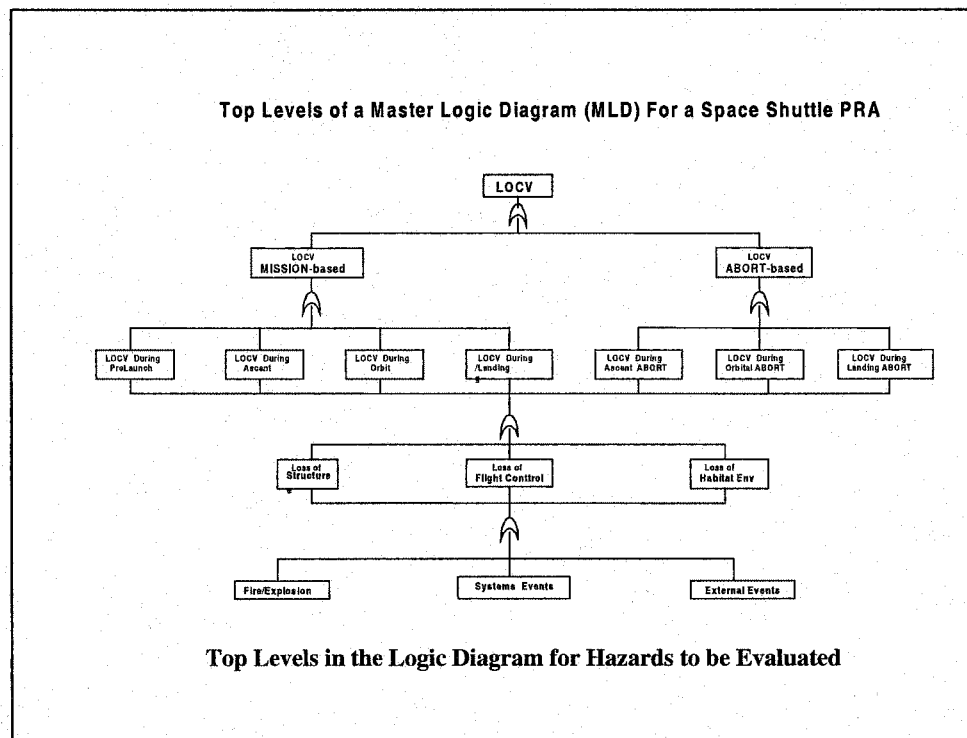 Top Levels of a Master Logic Diagram (MLD) For a Space Shuttle PRA
LOCV
LOCV
MISSION-based
LOCV
ABORT-based
LOCV During
PreLaunch
LOCV During
Ascent
LOCV During
Orbit
LOCV During
/Landing
LOCV During
Ascent ABORT
LOCV During
Orbital ABORT
LOCV During
Landing ABORT
Loss of
Structure
Loss of
Flight Conttrol
Loss of
Habital Env
Fire/Explosion
Systems Events
External Events
Top Levels in the Logic Diagram for Hazards to be Evaluated